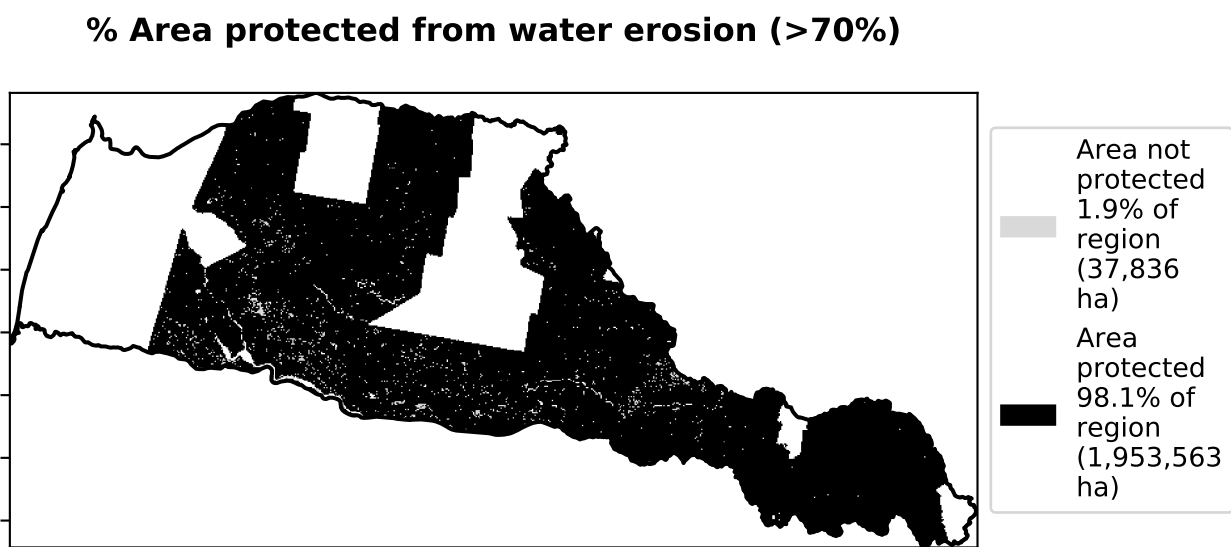 % Area protected from water erosion (>70%)
Area not
protected
1.9% of
region
(37,836
ha)
Area
protected
98.1% of
region
(1,953,563
ha)